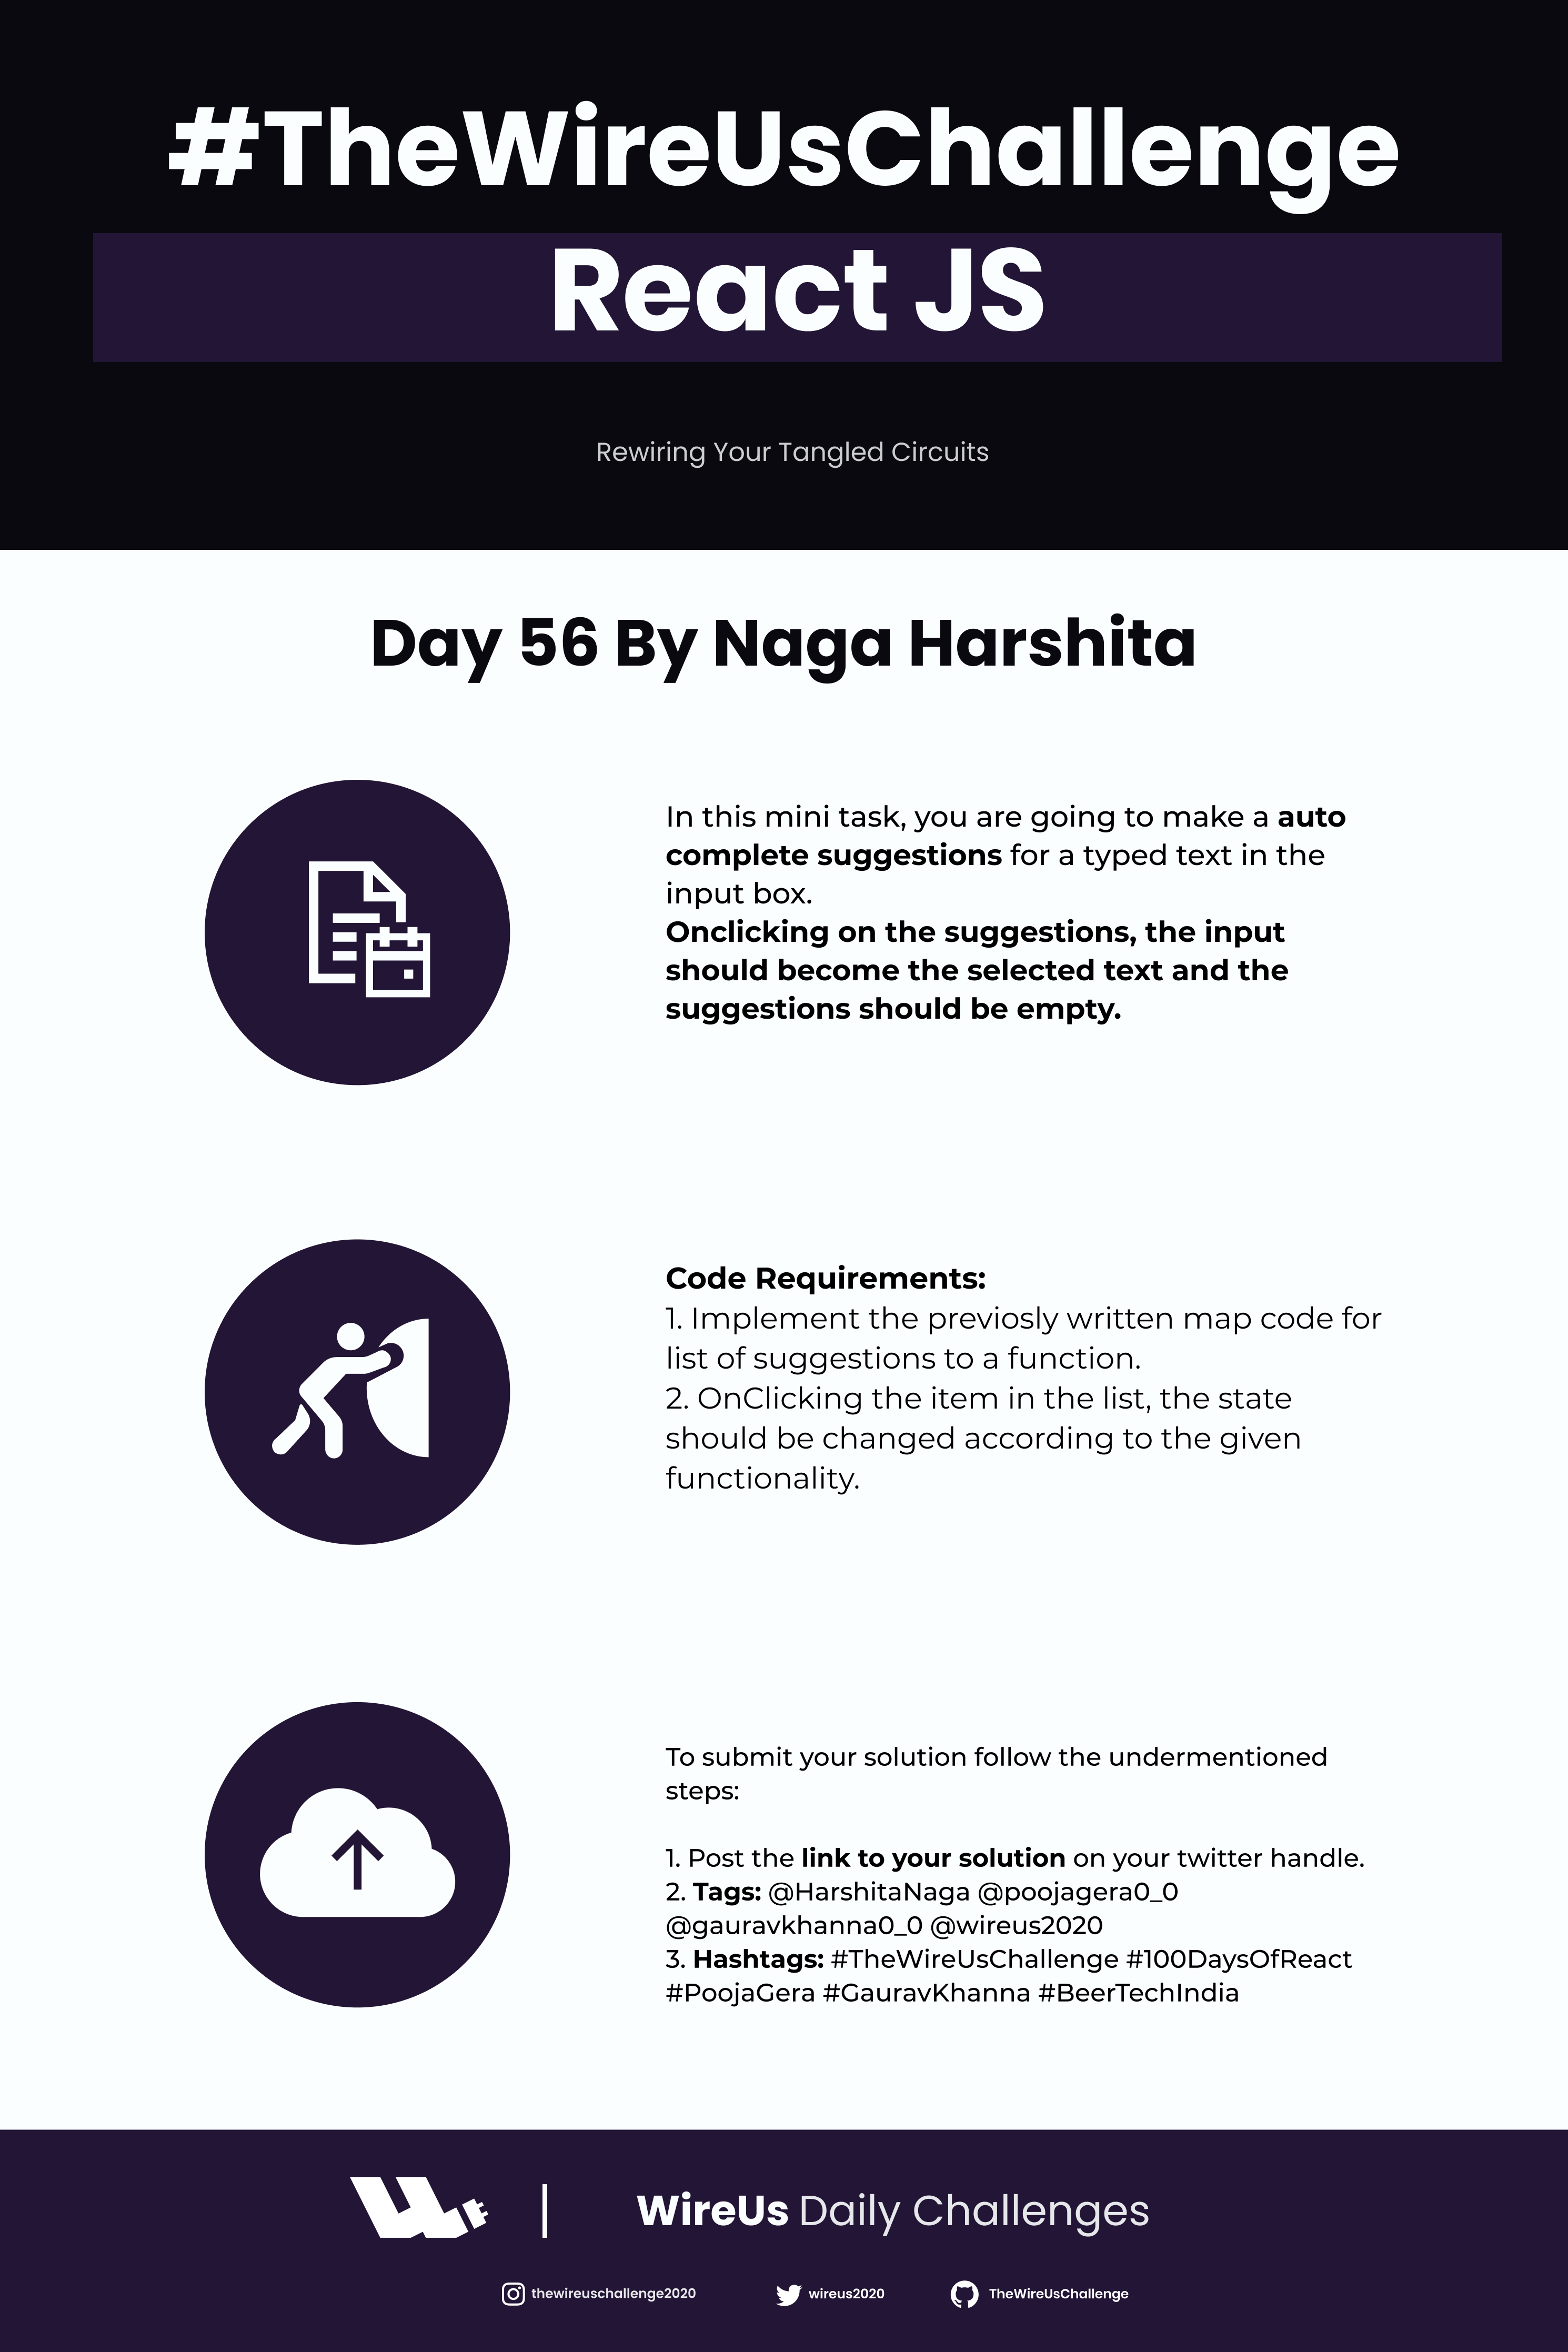 #TheWireUsChallenge
React JS
Rewiring Your Tangled Circuits
Day 56 By Naga Harshita
In this mini task, you are going to make a auto
complete suggestions for a typed text in the
input box.
Onclicking on the suggestions, the input
should become the selected text and the
suggestions should be empty.
Code Requirements:
1. Implement the previosly written map code for
list of suggestions to a function.
2. OnClicking the item in the list, the state
should be changed according to the given
functionality.
To submit your solution follow the undermentioned
steps:
1. Post the link to your solution on your twitter handle.
2. Tags: @HarshitaNaga @poojagera0_0
@gauravkhanna0_0 @wireus2020
3. Hashtags: #TheWireUsChallenge #100DaysOfReact
#PoojaGera #GauravKhanna #BeerTechIndia
WireUs Daily Challenges
thewireuschallenge2020 wireus2020 TheWireUsChallenge